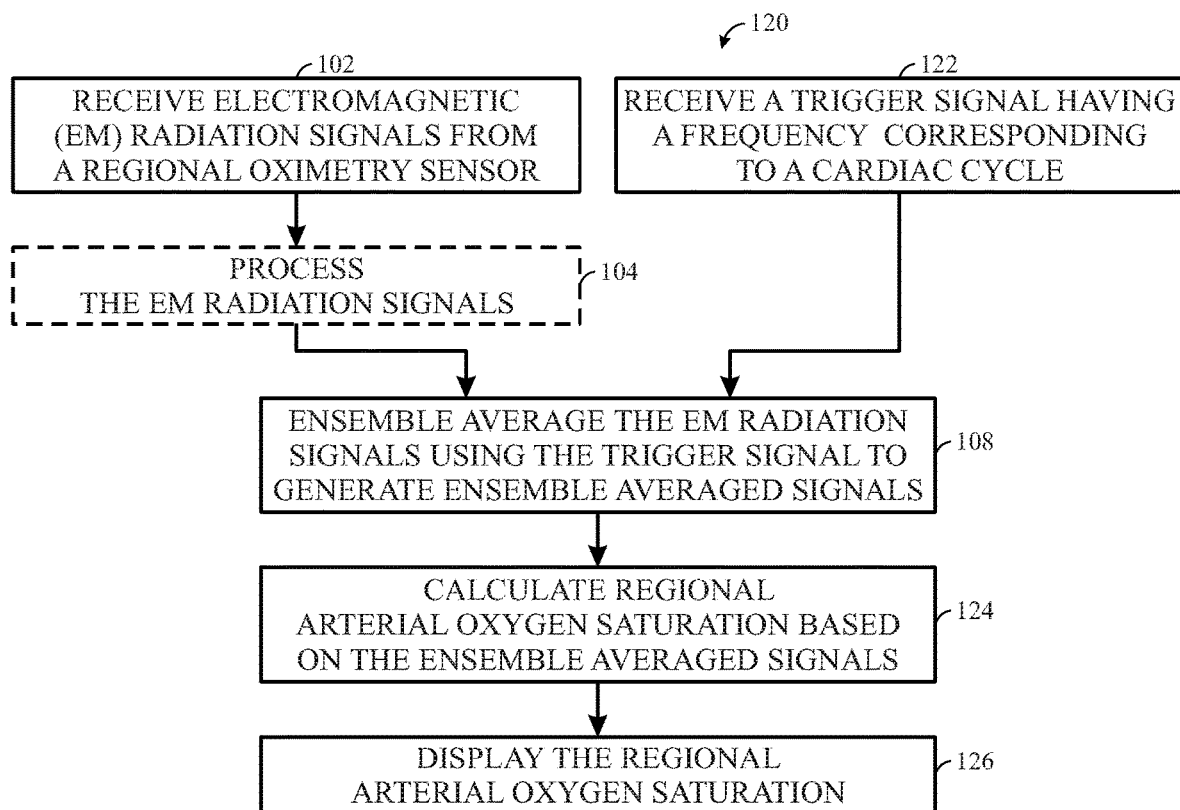 120
102
RECEIVE ELECTROMAGNETIC
(EM) RADIATION SIGNALS FROM
A REGIONAL OXIMETRY SENSOR
122
RECEIVE A TRIGGER SIGNAL HAVING
A FREQUENCY CORRESPONDING
TO A CARDIAC CYCLE
PROCESS
THE EM RADIATION SIGNALS
104
ENSEMBLE AVERAGE THE EM RADIATION
SIGNALS USING THE TRIGGER SIGNAL TO
GENERATE ENSEMBLE AVERAGED SIGNALS
108
CALCULATE REGIONAL
ARTERIAL OXYGEN SATURATION BASED
ON THE ENSEMBLE AVERAGED SIGNALS
124
DISPLAY THE REGIONAL
ARTERIAL OXYGEN SATURATION
126